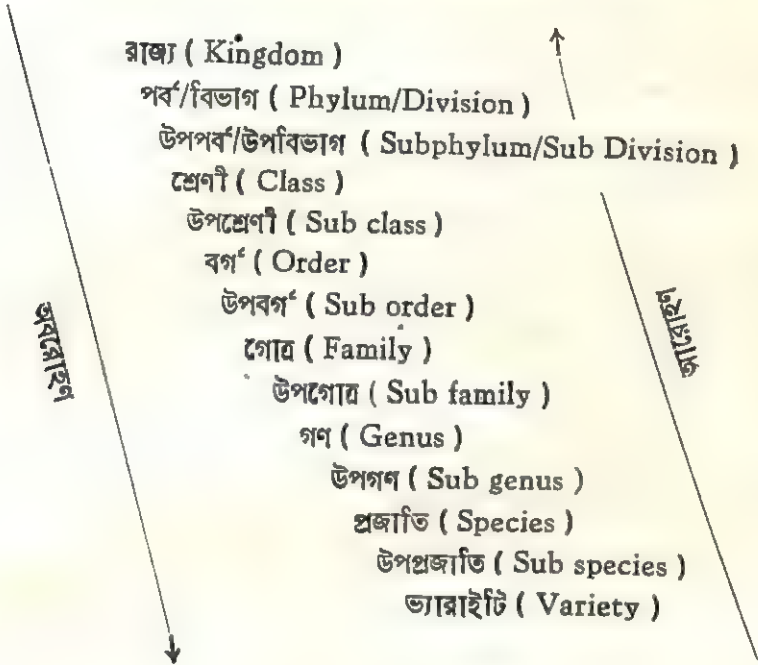 রাজ্য ( Kingdom )
পর্ব/বিভাগ ( Phylum/Division )
উপপর্ব/উপবিভাগ ( Subphylum/Sub Division )
শ্রেণী ( Class )
উপশ্রেণী ( Sub class )
বর্গ ( Order )
উপবর্গ ( Sub order )
গোত্র ( Family )
উপগোত্র ( Sub family )
গণ ( Genus )
উপগণ ( Sub genus )
প্রজাতি ( Species )
উপপ্রজাতি ( Sub species )
ভ্যারাইটি ( Variety )
অবরোহণ
আরোহণ